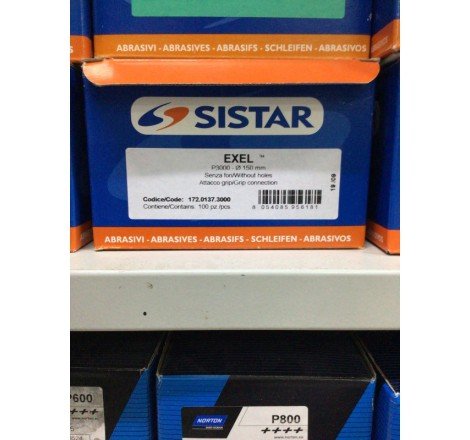 ABRASIVI - ABRASIVES - ABRASIFS - SCHLEIFEN - ABRASIVOS
SISTAR
EXEL ™
P3000 - Ø 150 mm
Senza fori/Without holes
Attacco grip/Grip connection
Codice/Code: 172.0137.3000
Contiene/Contains 100 pz./pcs
8 054085 956181
ABRASIVI - ABRASIVES - ABRASIFS - SCHLEIFEN - ABRASIVOS
P600
NORTON
P800